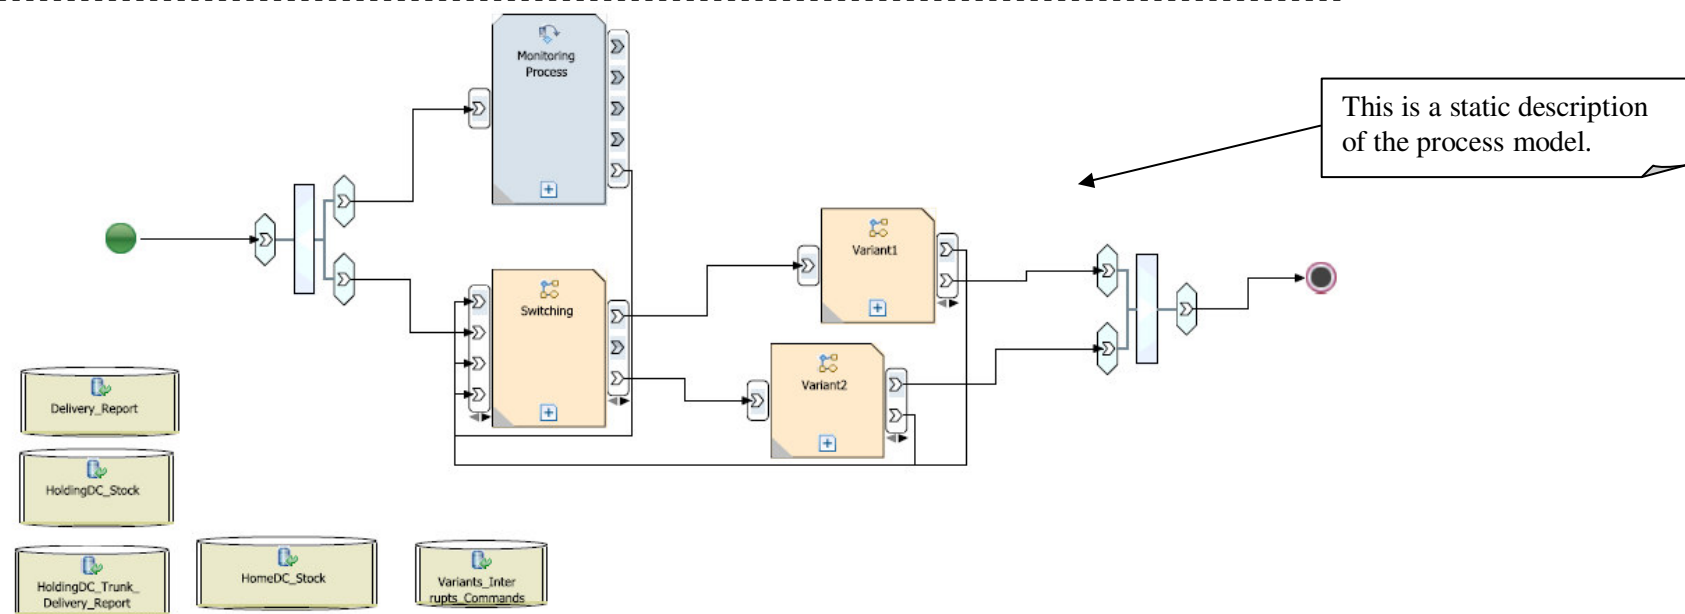 Monitoring
Process
This is a static description
of the process model.
Variant1
Switching
Variant2
Delivery_Report
HoldingDC_Stock
HoldingDC_Trunk_
Delivery_Report
HomeDC_Stock
Variants_Inter
rupts_Commands